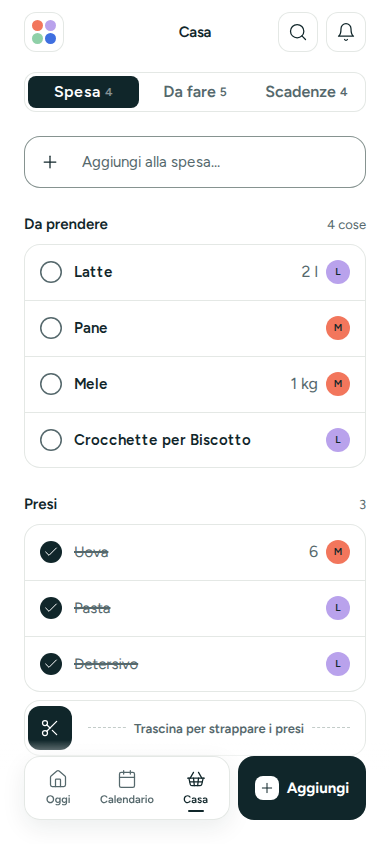 Casa
Spesa 4 Da fare 5 Scadenze 4
Aggiungi alla spesa...
Da prendere 4 cose
Latte 2 l L
Pane M
Mele 1 kg M
Crocchette per Biscotto L
Presi 3
Uova 6 M
Pasta L
Detersivo L
Trascina per strappare i presi
Oggi Calendario Casa Aggiungi